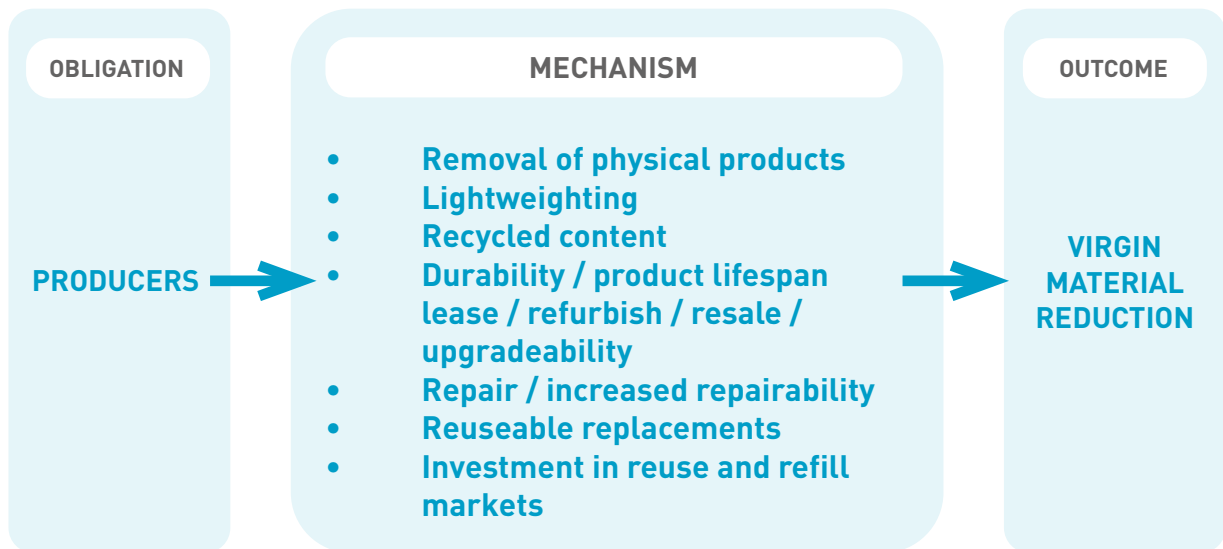 OBLIGATION
PRODUCERS
MECHANISM
• Removal of physical products
• Lightweighting
• Recycled content
• Durability / product lifespan
lease / refurbish / resale /
upgradeability
• Repair / increased repairability
• Reuseable replacements
• Investment in reuse and refill
markets
OUTCOME
VIRGIN
MATERIAL
REDUCTION